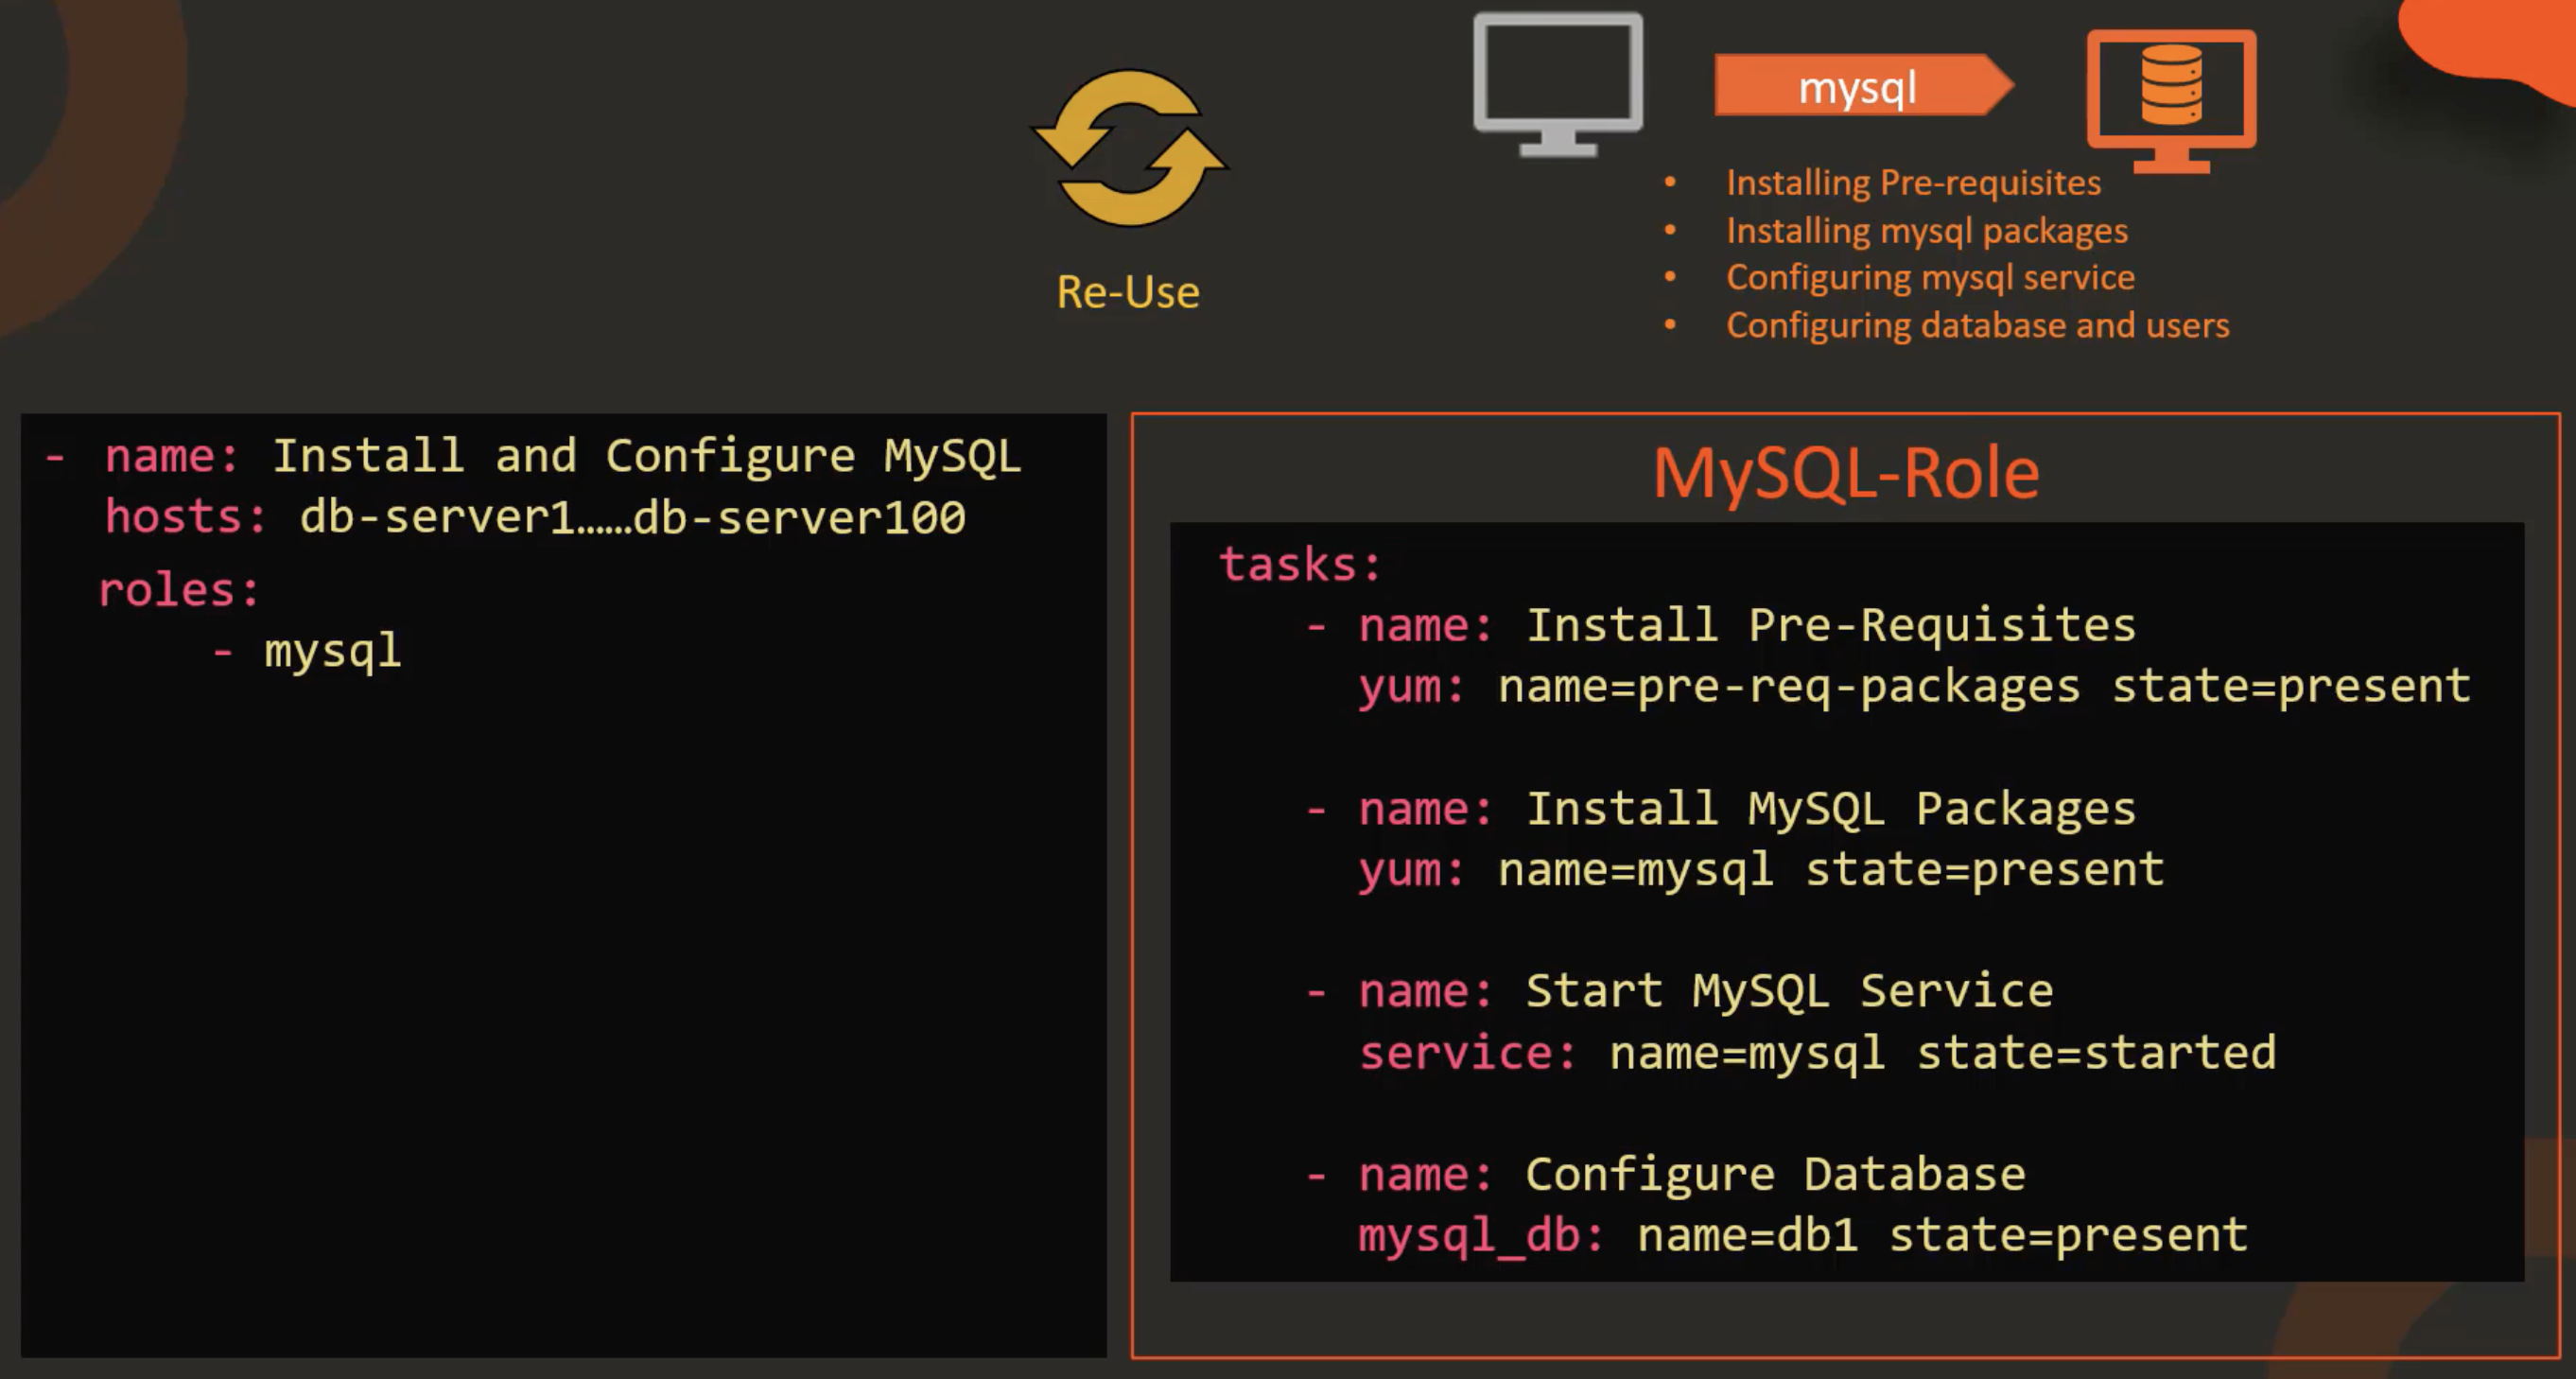 mysql
• Installing Pre-requisites
• Installing mysql packages
• Configuring mysql service
• Configuring database and users
Re-Use
- name: Install and Configure MySQL
hosts: db-server1……db-server100
roles:
- mysql
MySQL-Role
tasks:
- name: Install Pre-Requisites
yum: name=pre-req-packages state=present
- name: Install MySQL Packages
yum: name=mysql state=present
- name: Start MySQL Service
service: name=mysql state=started
- name: Configure Database
mysql_db: name=db1 state=present